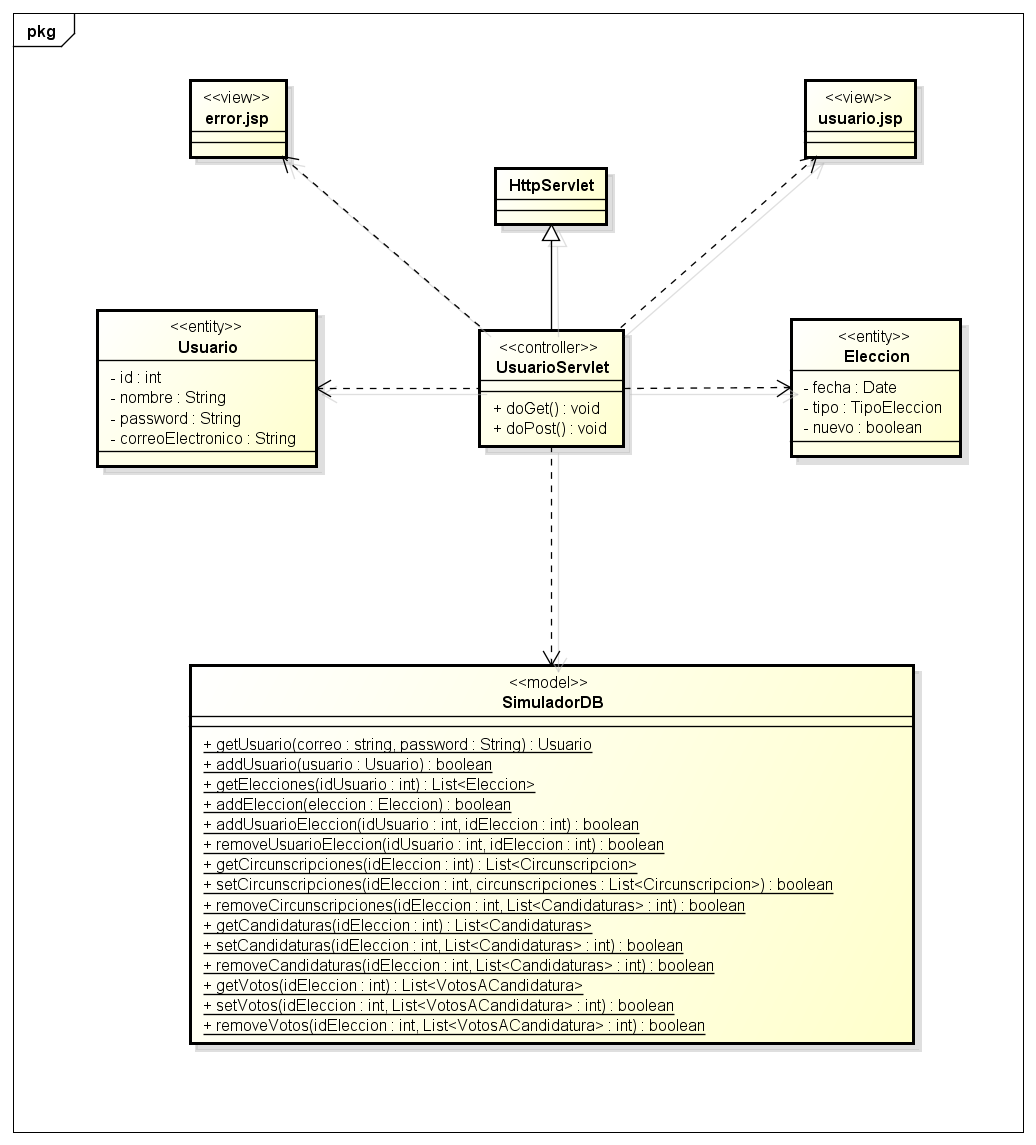 pkg
<<view>>
error.jsp
<<view>>
usuario.jsp
HttpServlet
<<entity>>
Usuario
- id : int
- nombre : String
- password : String
- correoElectronico : String
<<controller>>
UsuarioServlet
+ doGet() : void
+ doPost() : void
<<entity>>
Eleccion
- fecha : Date
- tipo : TipoEleccion
- nuevo : boolean
<<model>>
SimuladorDB
+ getUsuario(correo : string, password : String) : Usuario
+ addUsuario(usuario : Usuario) : boolean
+ getElecciones(idUsuario : int) : List<Eleccion>
+ addEleccion(eleccion : Eleccion) : boolean
+ addUsuarioEleccion(idUsuario : int, idEleccion : int) : boolean
+ removeUsuarioEleccion(idUsuario : int, idEleccion : int) : boolean
+ getCircunscripciones(idEleccion : int) : List<Circunscripcion>
+ setCircunscripciones(idEleccion : int, circunscripciones : List<Circunscripcion>) : boolean
+ removeCircunscripciones(idEleccion : int, List<Candidaturas> : int) : boolean
+ getCandidaturas(idEleccion : int) : List<Candidaturas>
+ setCandidaturas(idEleccion : int, List<Candidaturas> : int) : boolean
+ removeCandidaturas(idEleccion : int, List<Candidaturas> : int) : boolean
+ getVotos(idEleccion : int) : List<VotosACandidatura>
+ setVotos(idEleccion : int, List<VotosACandidatura> : int) : boolean
+ removeVotos(idEleccion : int, List<VotosACandidatura> : int) : boolean